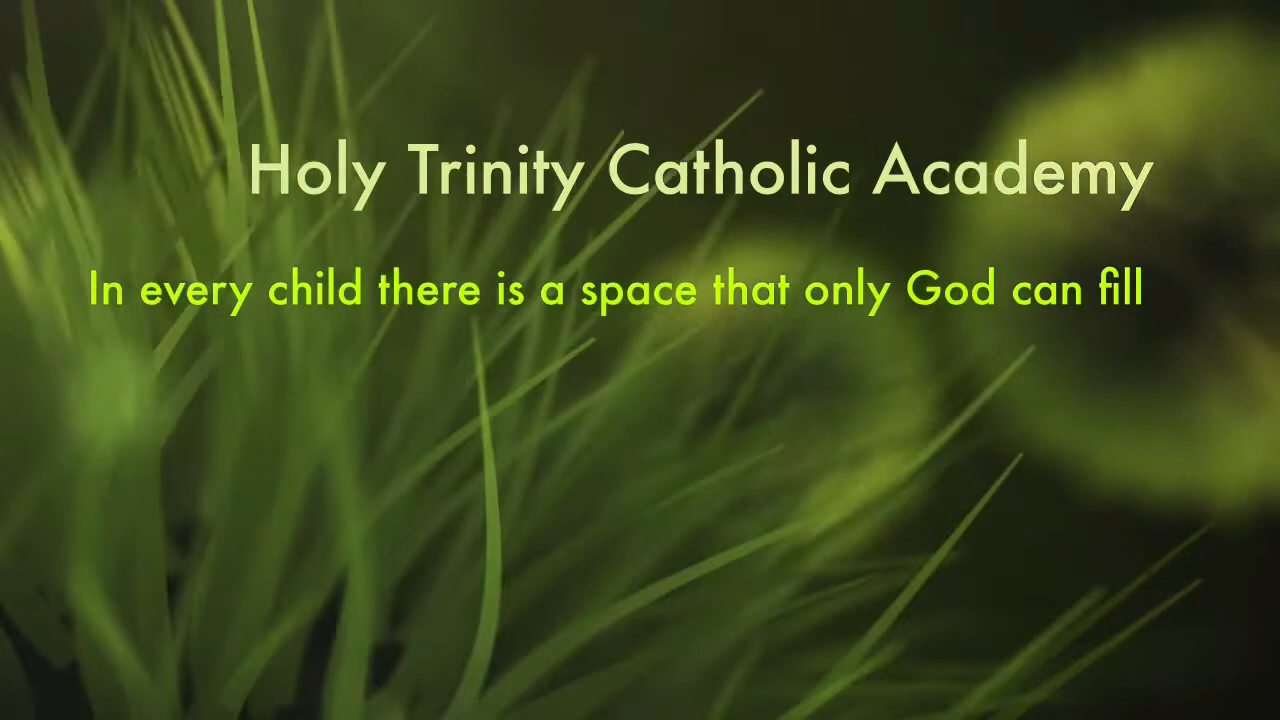 Holy Trinity Catholic Academy
In every child there is a space that only God can fill